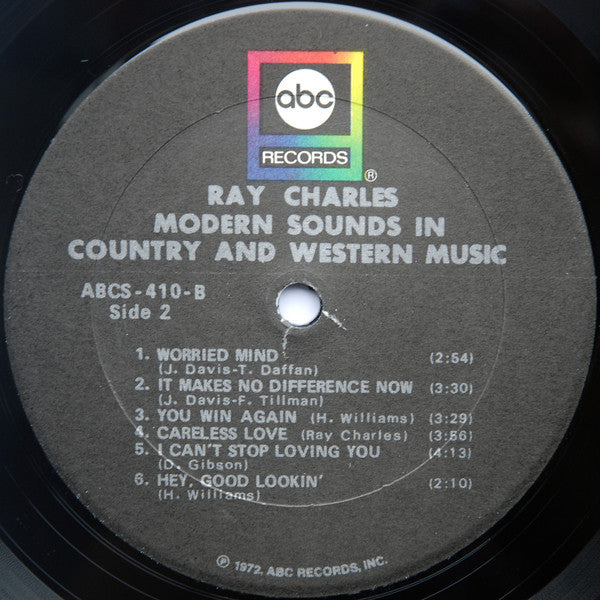 abc
RECORDS
®
RAY CHARLES
MODERN SOUNDS IN
COUNTRY AND WESTERN MUSIC
ABCS-410-B
Side 2
1. WORRIED MIND (2:54)
(J. Davis-T. Daffan)
2. IT MAKES NO DIFFERENCE NOW (3:30)
(J. Davis-F. Tillman)
3. YOU WIN AGAIN (H. Williams) (3:29)
4. CARELESS LOVE (Ray Charles) (3:56)
5. I CAN'T STOP LOVING YOU (4:13)
(D. Gibson)
6. HEY, GOOD LOOKIN' (2:10)
(H. Williams)
℗ 1972, ABC RECORDS, INC.